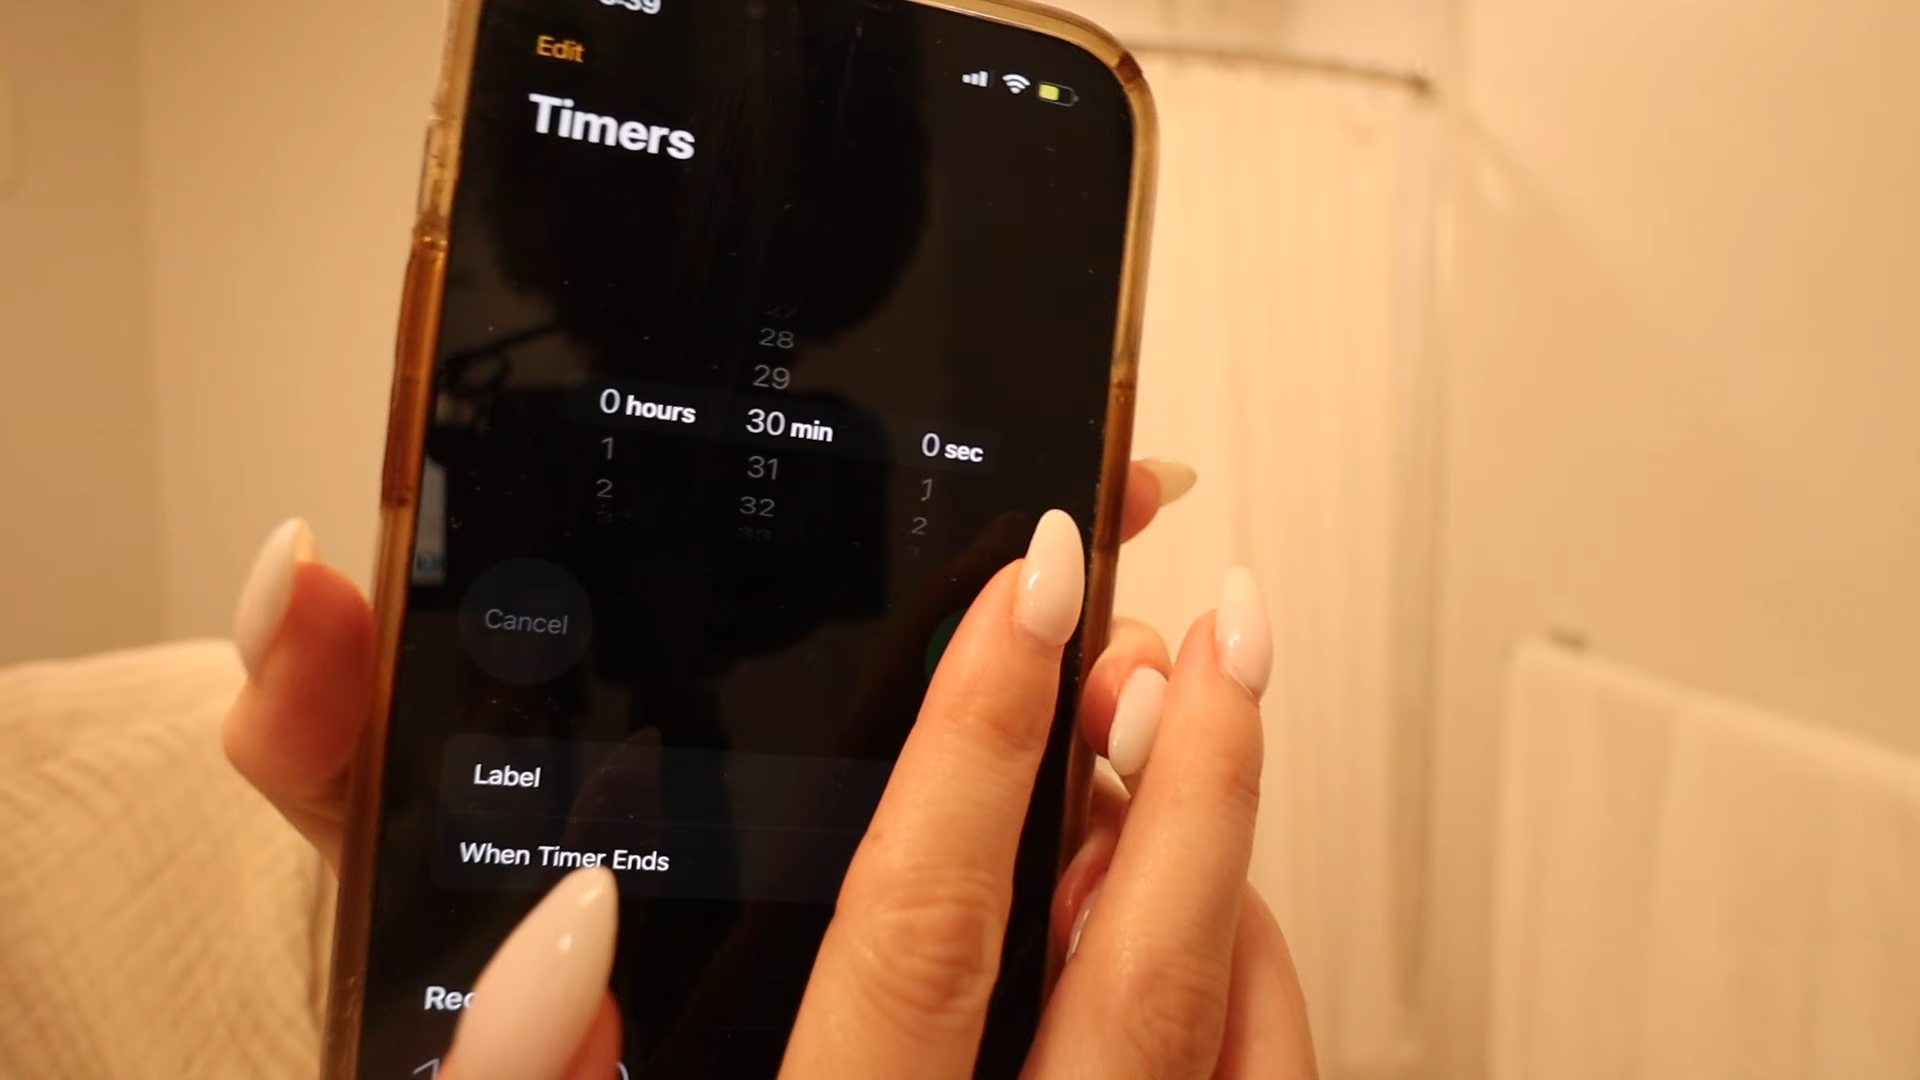 Edit
Timers
28
29
0 hours 30 min 0 sec
1 31 1
2 32 2
Cancel
Label
When Timer Ends